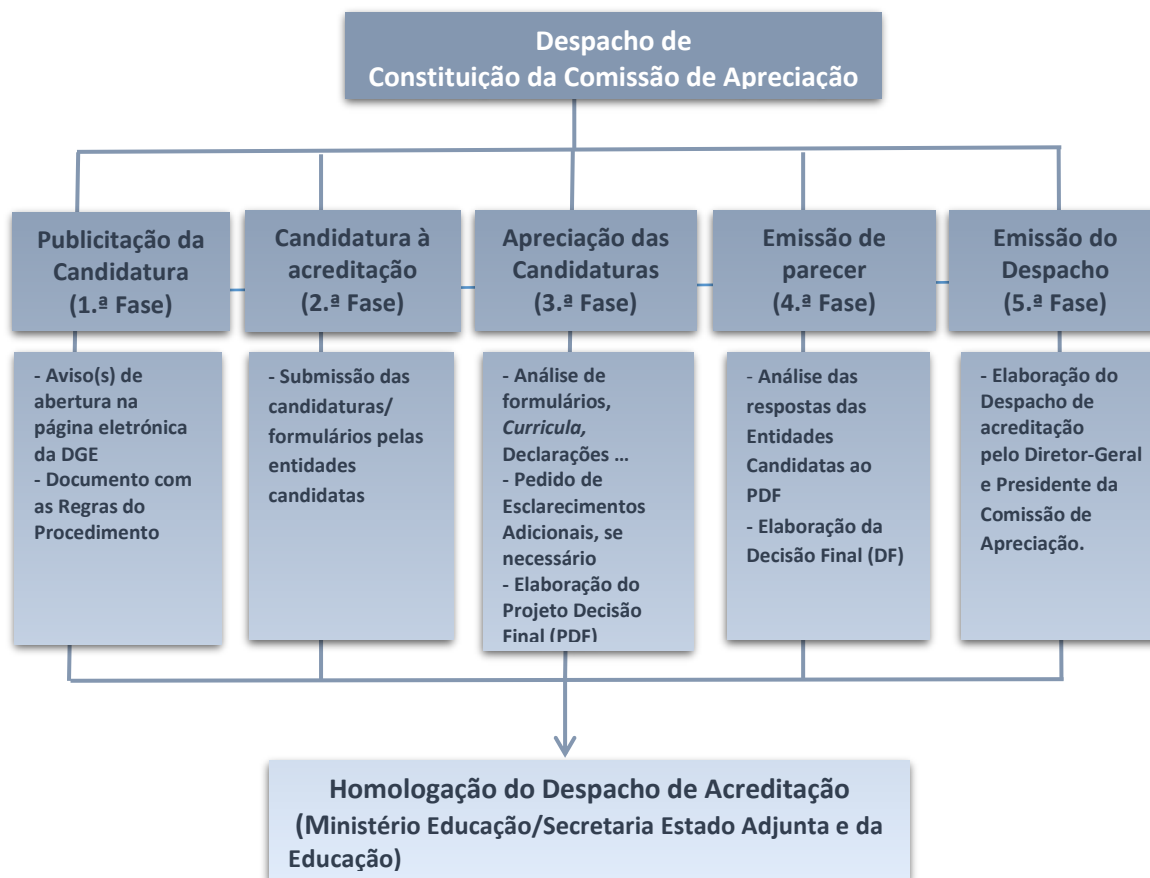 Despacho de
Constituição da Comissão de Apreciação
Publicitação da
Candidatura
(1.ª Fase)
Candidatura à
acreditação
(2.ª Fase)
Apreciação das
Candidaturas
(3.ª Fase)
Emissão de
parecer
(4.ª Fase)
Emissão do
Despacho
(5.ª Fase)
- Aviso(s) de
abertura na
página eletrónica
da DGE
- Documento com
as Regras do
Procedimento
- Submissão das
candidaturas/
formulários pelas
entidades
candidatas
- Análise de
formulários,
Curricula,
Declarações ...
- Pedido de
Esclarecimentos
Adicionais, se
necessário
- Elaboração do
Projeto Decisão
Final (PDF)
- Análise das
respostas das
Entidades
Candidatas ao
PDF
- Elaboração da
Decisão Final (DF)
- Elaboração do
Despacho de
acreditação
pelo Diretor-Geral
e Presidente da
Comissão de
Apreciação.
Homologação do Despacho de Acreditação
(Ministério Educação/Secretaria Estado Adjunta e da
Educação)